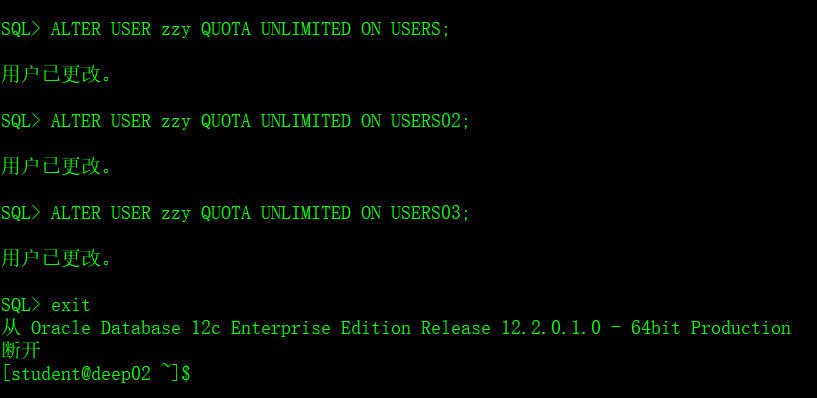 SQL> ALTER USER zzy QUOTA UNLIMITED ON USERS;
用户已更改。
SQL> ALTER USER zzy QUOTA UNLIMITED ON USERS02;
用户已更改。
SQL> ALTER USER zzy QUOTA UNLIMITED ON USERS03;
用户已更改。
SQL> exit
从 Oracle Database 12c Enterprise Edition Release 12.2.0.1.0 - 64bit Production
断开
[student@deep02 ~]$